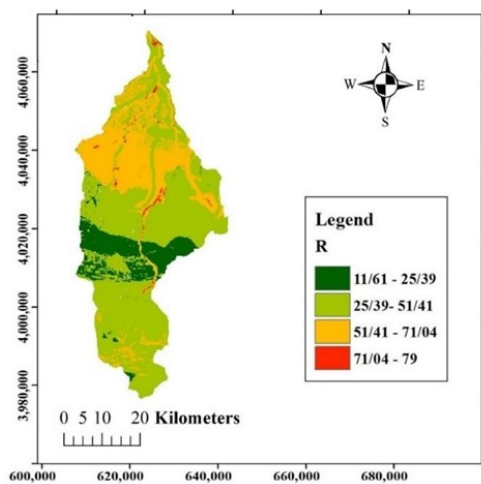 4,060,000
4,040,000
4,020,000
4,000,000
3,980,000
N
W E
S
Legend
R
11/61 - 25/39
25/39- 51/41
51/41 - 71/04
71/04 - 79
0 5 10 20 Kilometers
600,000 620,000 640,000 660,000 680,000